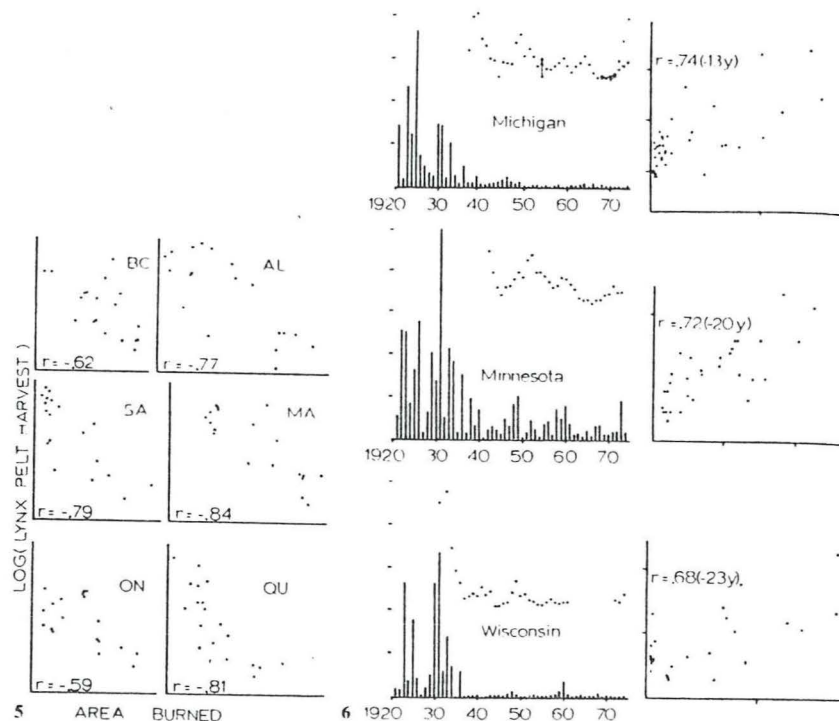 BC
AL
r=-.62
r=-.77
SA
MA
r=-.79
r=-.84
ON
QU
r=-.59
r=-.81
LOG(LYNX PELT HARVEST)
5
AREA BURNED
Michigan
1920 30 40 50 60 70
r=.74(-13y)
Minnesota
1920 30 40 50 60 70
r=.72(-20y)
Wisconsin
6
1920 30 40 50 60 70
r=.68(-23y)